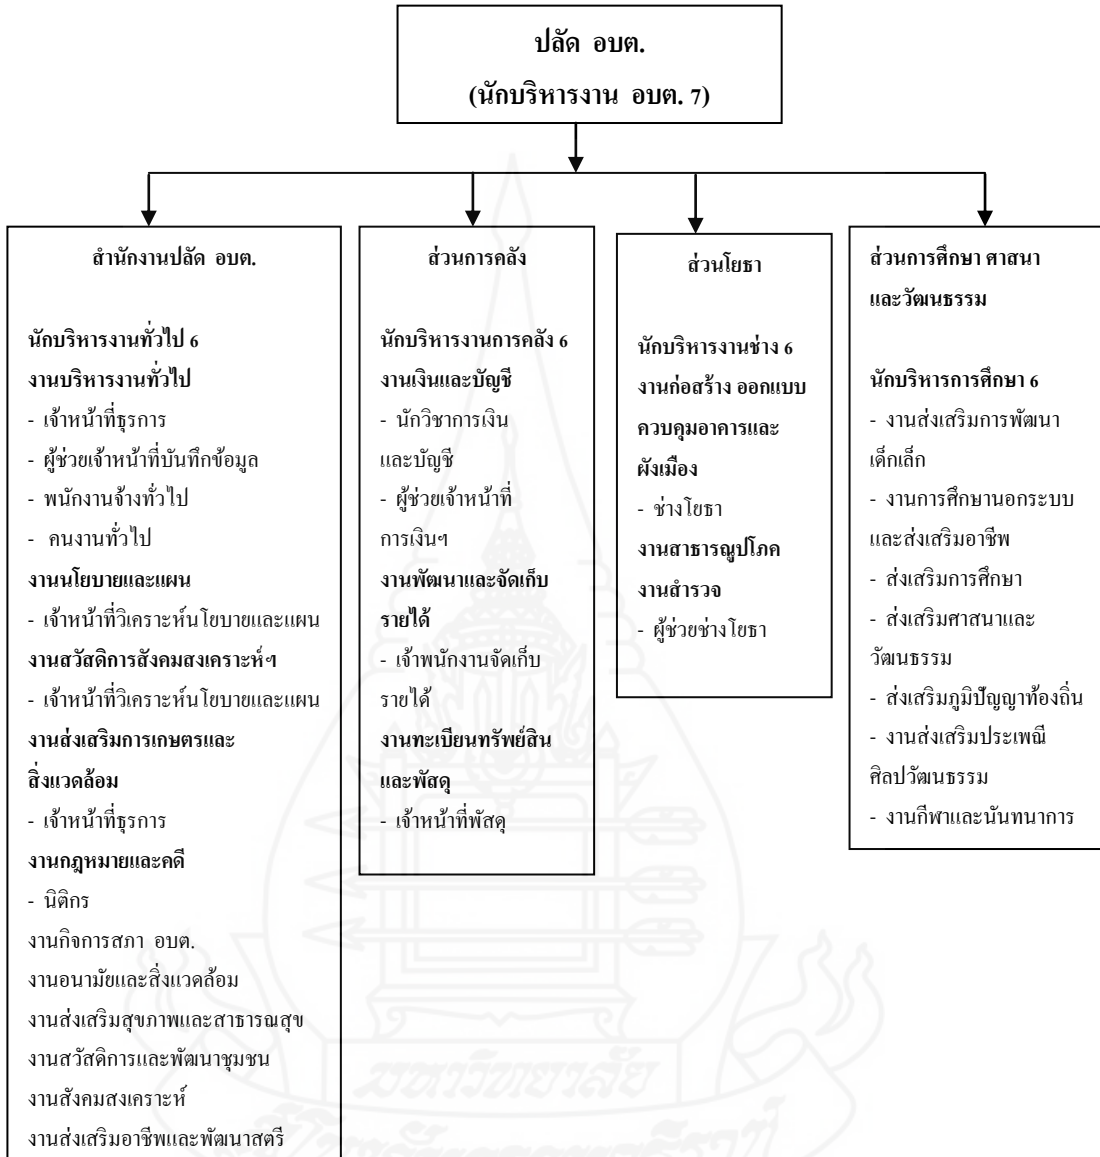 ปลัด อบต.
(นักบริหารงาน อบต. 7)
สำนักงานปลัด อบต.
นักบริหารงานทั่วไป 6
งานบริหารงานทั่วไป
- เจ้าหน้าที่ธุรการ
- ผู้ช่วยเจ้าหน้าที่บันทึกข้อมูล
- พนักงานจ้างทั่วไป
- คนงานทั่วไป
งานนโยบายและแผน
- เจ้าหน้าที่วิเคราะห์นโยบายและแผน
งานสวัสดิการสังคมสงเคราะห์ฯ
- เจ้าหน้าที่วิเคราะห์นโยบายและแผน
งานส่งเสริมการเกษตรและ
สิ่งแวดล้อม
- เจ้าหน้าที่ธุรการ
งานกฎหมายและคดี
- นิติกร
งานกิจการสภา อบต.
งานอนามัยและสิ่งแวดล้อม
งานส่งเสริมสุขภาพและสาธารณสุข
งานสวัสดิการและพัฒนาชุมชน
งานสังคมสงเคราะห์
งานส่งเสริมอาชีพและพัฒนาสตรี
ส่วนการคลัง
นักบริหารงานการคลัง 6
งานเงินและบัญชี
- นักวิชาการเงิน
และบัญชี
- ผู้ช่วยเจ้าหน้าที่
การเงินฯ
งานพัฒนาและจัดเก็บ
รายได้
- เจ้าพนักงานจัดเก็บ
รายได้
งานทะเบียนทรัพย์สิน
และพัสดุ
- เจ้าหน้าที่พัสดุ
ส่วนโยธา
นักบริหารงานช่าง 6
งานก่อสร้าง ออกแบบ
ควบคุมอาคารและ
ผังเมือง
- ช่างโยธา
งานสาธารณูปโภค
งานสำรวจ
- ผู้ช่วยช่างโยธา
ส่วนการศึกษา ศาสนา
และวัฒนธรรม
นักบริหารการศึกษา 6
- งานส่งเสริมการพัฒนา
เด็กเล็ก
- งานการศึกษานอกระบบ
และส่งเสริมอาชีพ
- ส่งเสริมการศึกษา
- ส่งเสริมศาสนาและ
วัฒนธรรม
- ส่งเสริมภูมิปัญญาท้องถิ่น
- งานส่งเสริมประเพณี
ศิลปวัฒนธรรม
- งานกีฬาและนันทนาการ
มหาวิทยาลัย